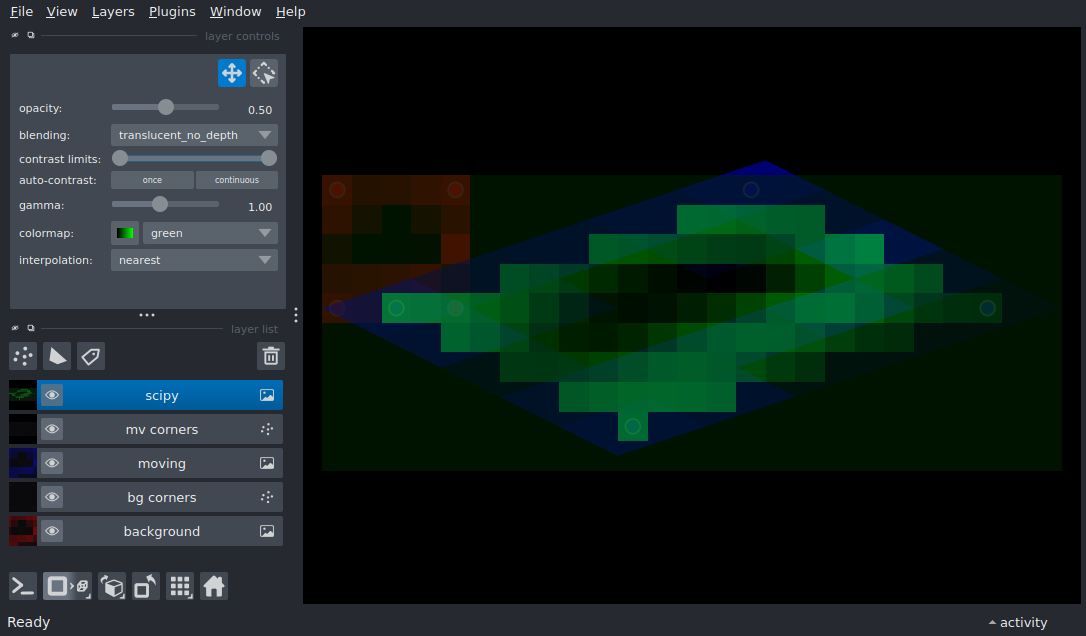 File View Layers Plugins Window Help
layer controls
opacity: 0.50
blending: translucent_no_depth
contrast limits:
auto-contrast: once continuous
gamma: 1.00
colormap: green
interpolation: nearest
layer list
scipy
mv corners
moving
bg corners
background
Ready activity